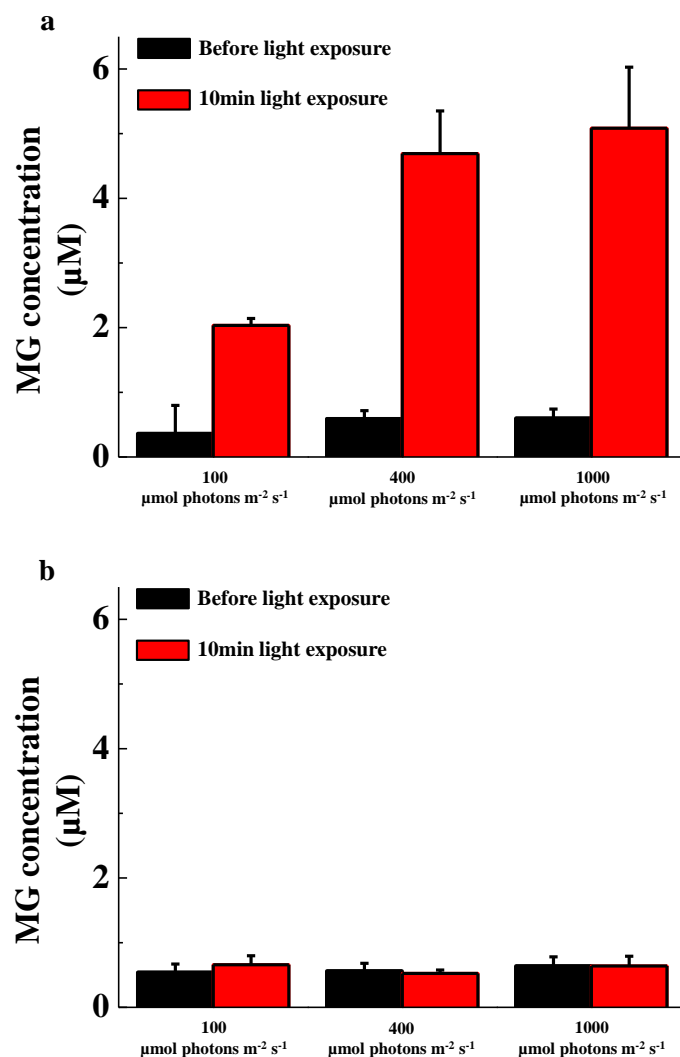 a
Before light exposure
10min light exposure
6
4
2
0
MG concentration
(µM)
100
400
1000
µmol photons m⁻² s⁻¹
µmol photons m⁻² s⁻¹
µmol photons m⁻² s⁻¹
b
Before light exposure
10min light exposure
6
4
2
0
MG concentration
(µM)
100
400
1000
µmol photons m⁻² s⁻¹
µmol photons m⁻² s⁻¹
µmol photons m⁻² s⁻¹